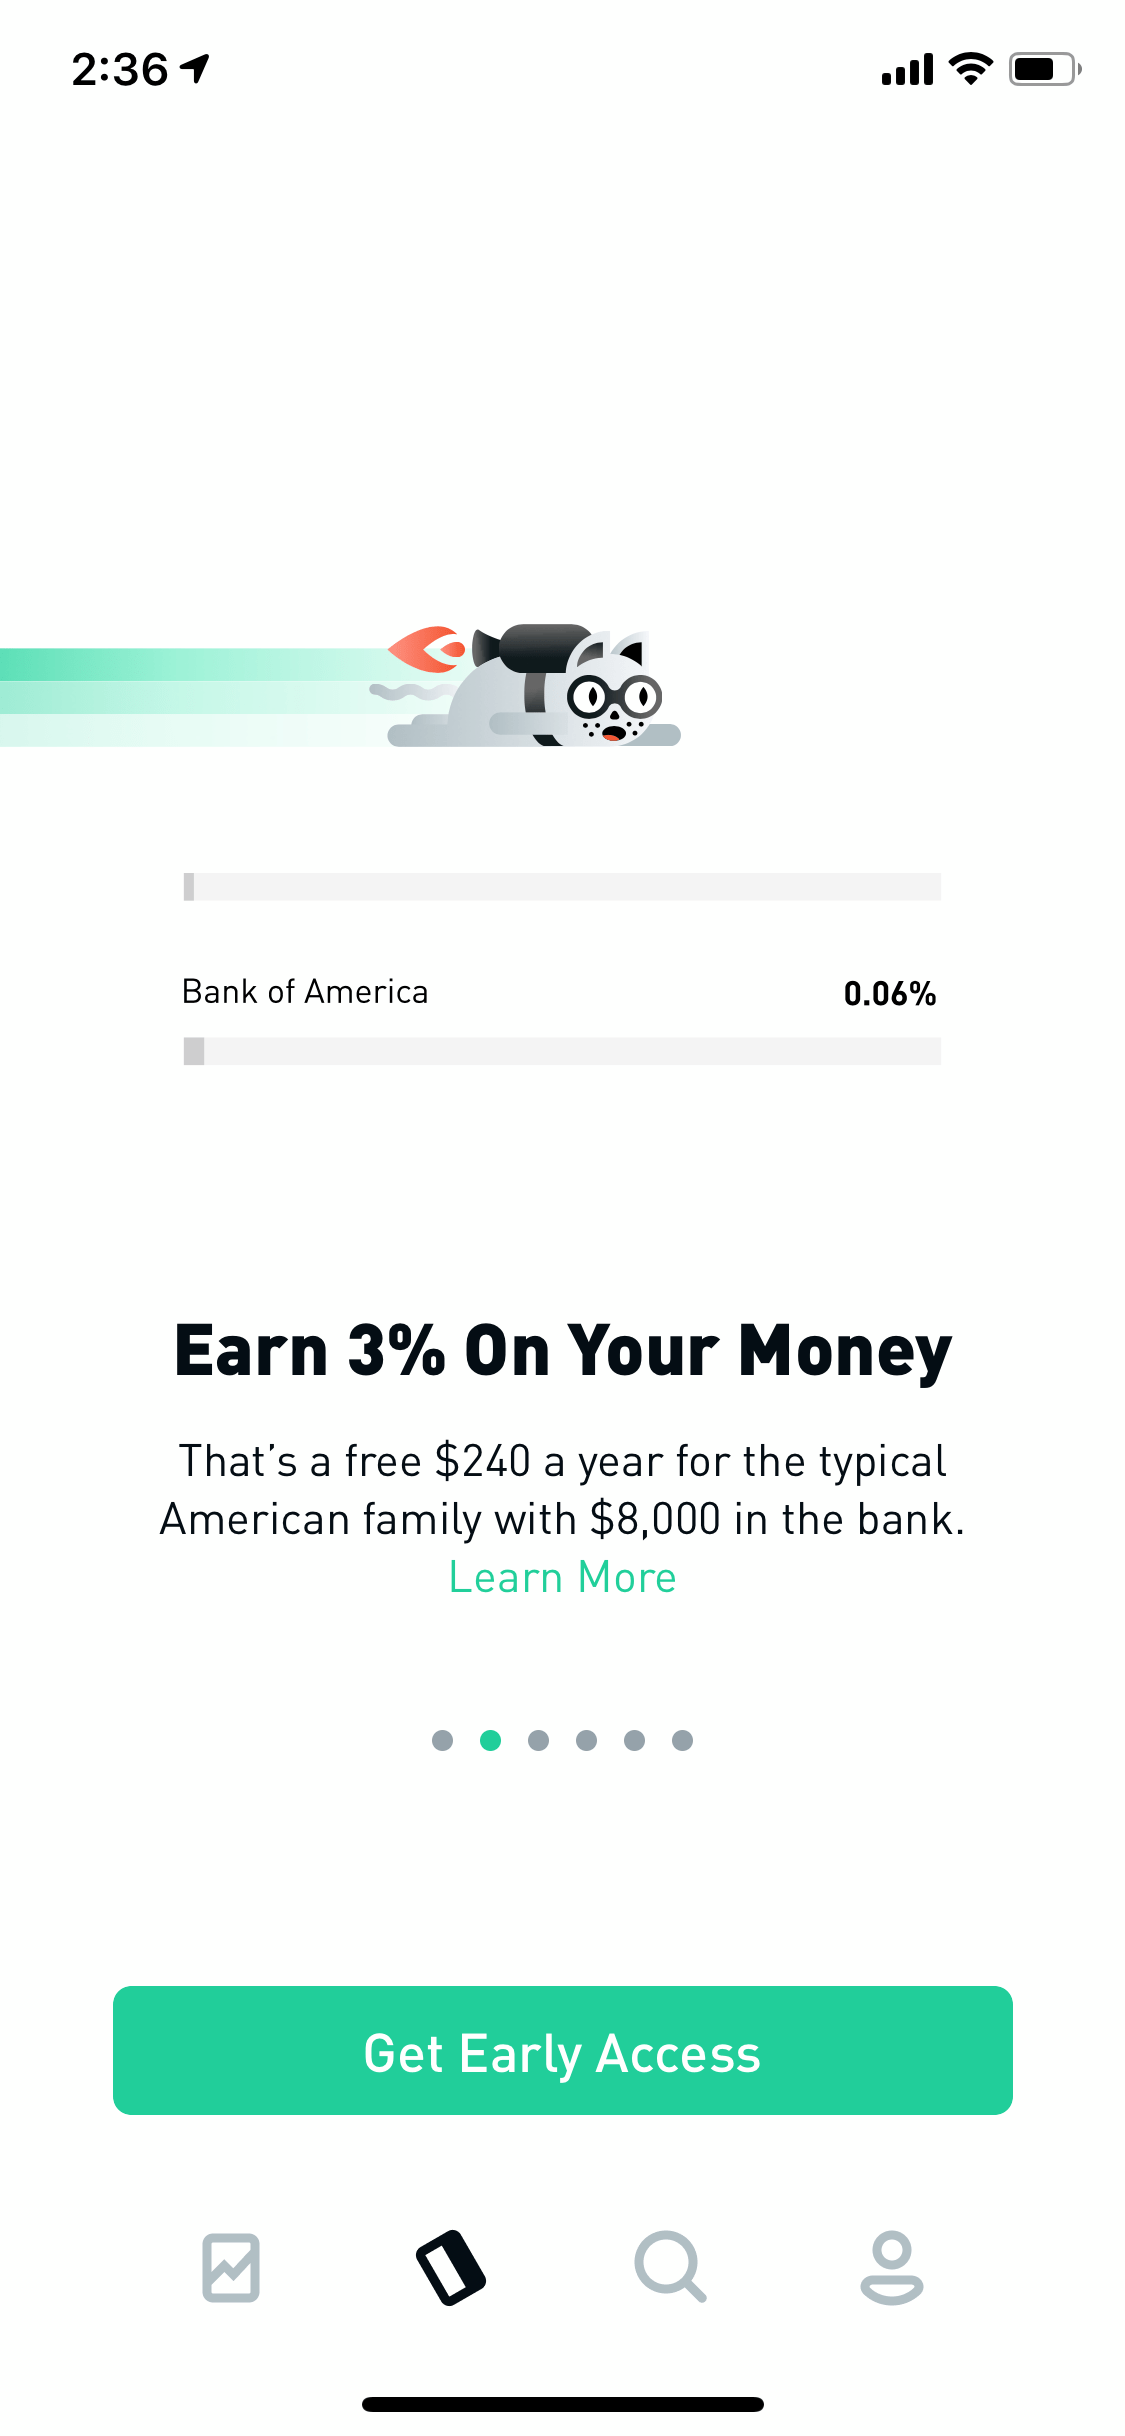 2:36
Bank of America 0.06%
Earn 3% On Your Money
That’s a free $240 a year for the typical
American family with $8,000 in the bank.
Learn More
Get Early Access